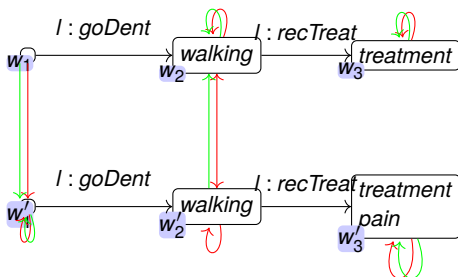 I : goDent
I : recTreat
w₁
walking
w₂
treatment
w₃
I : goDent
I : recTreat
w′₁
walking
w′₂
treatment
pain
w′₃